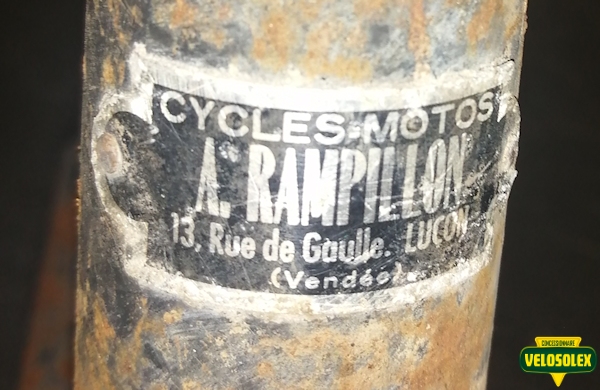 CYCLES-MOTOS
A. RAMPILLON
13, Rue de Gaulle. LUÇON
(Vendée)
CONCESSIONNAIRE
VELOSOLEX